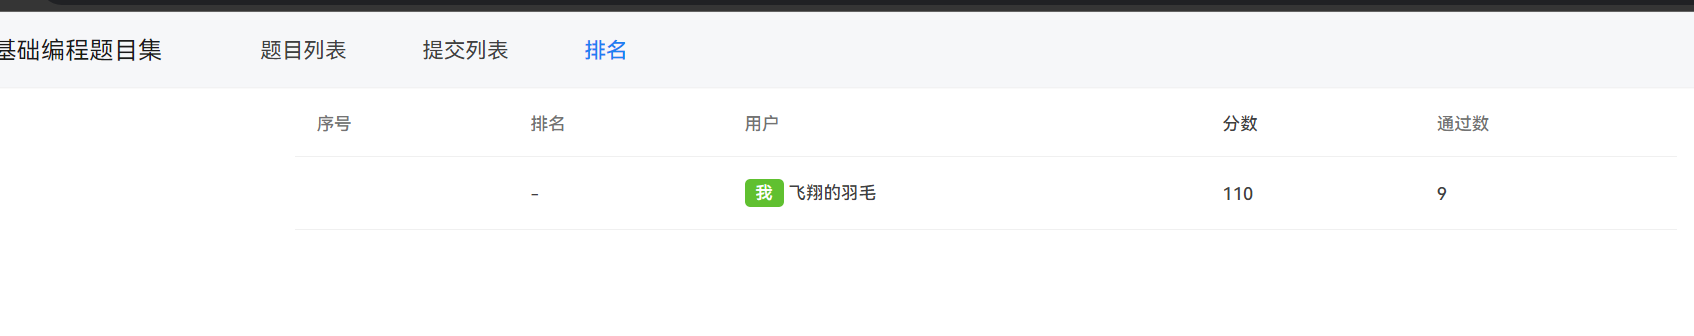 基础编程题目集 题目列表 提交列表 排名
序号 排名 用户 分数 通过数
- 我 飞翔的羽毛 110 9